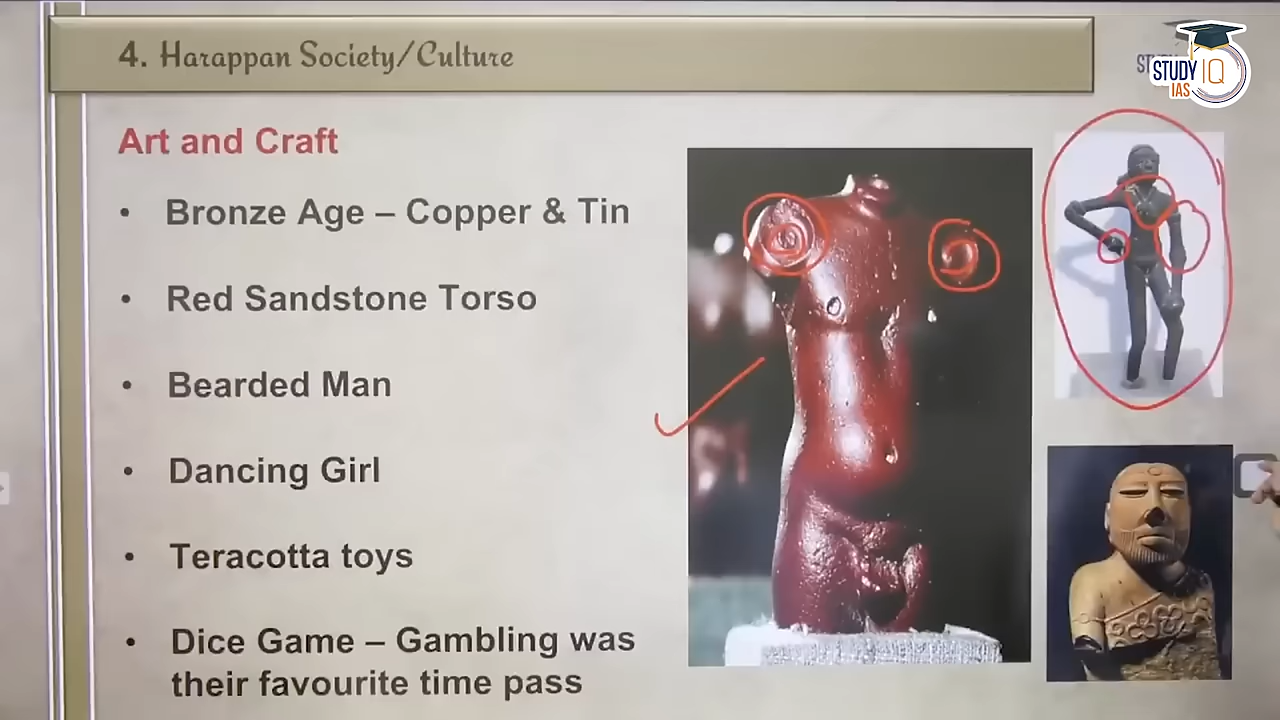 4. Harappan Society/Culture
STUDY IQ
IAS
Art and Craft
• Bronze Age – Copper & Tin
• Red Sandstone Torso
• Bearded Man
• Dancing Girl
• Teracotta toys
• Dice Game – Gambling was
their favourite time pass